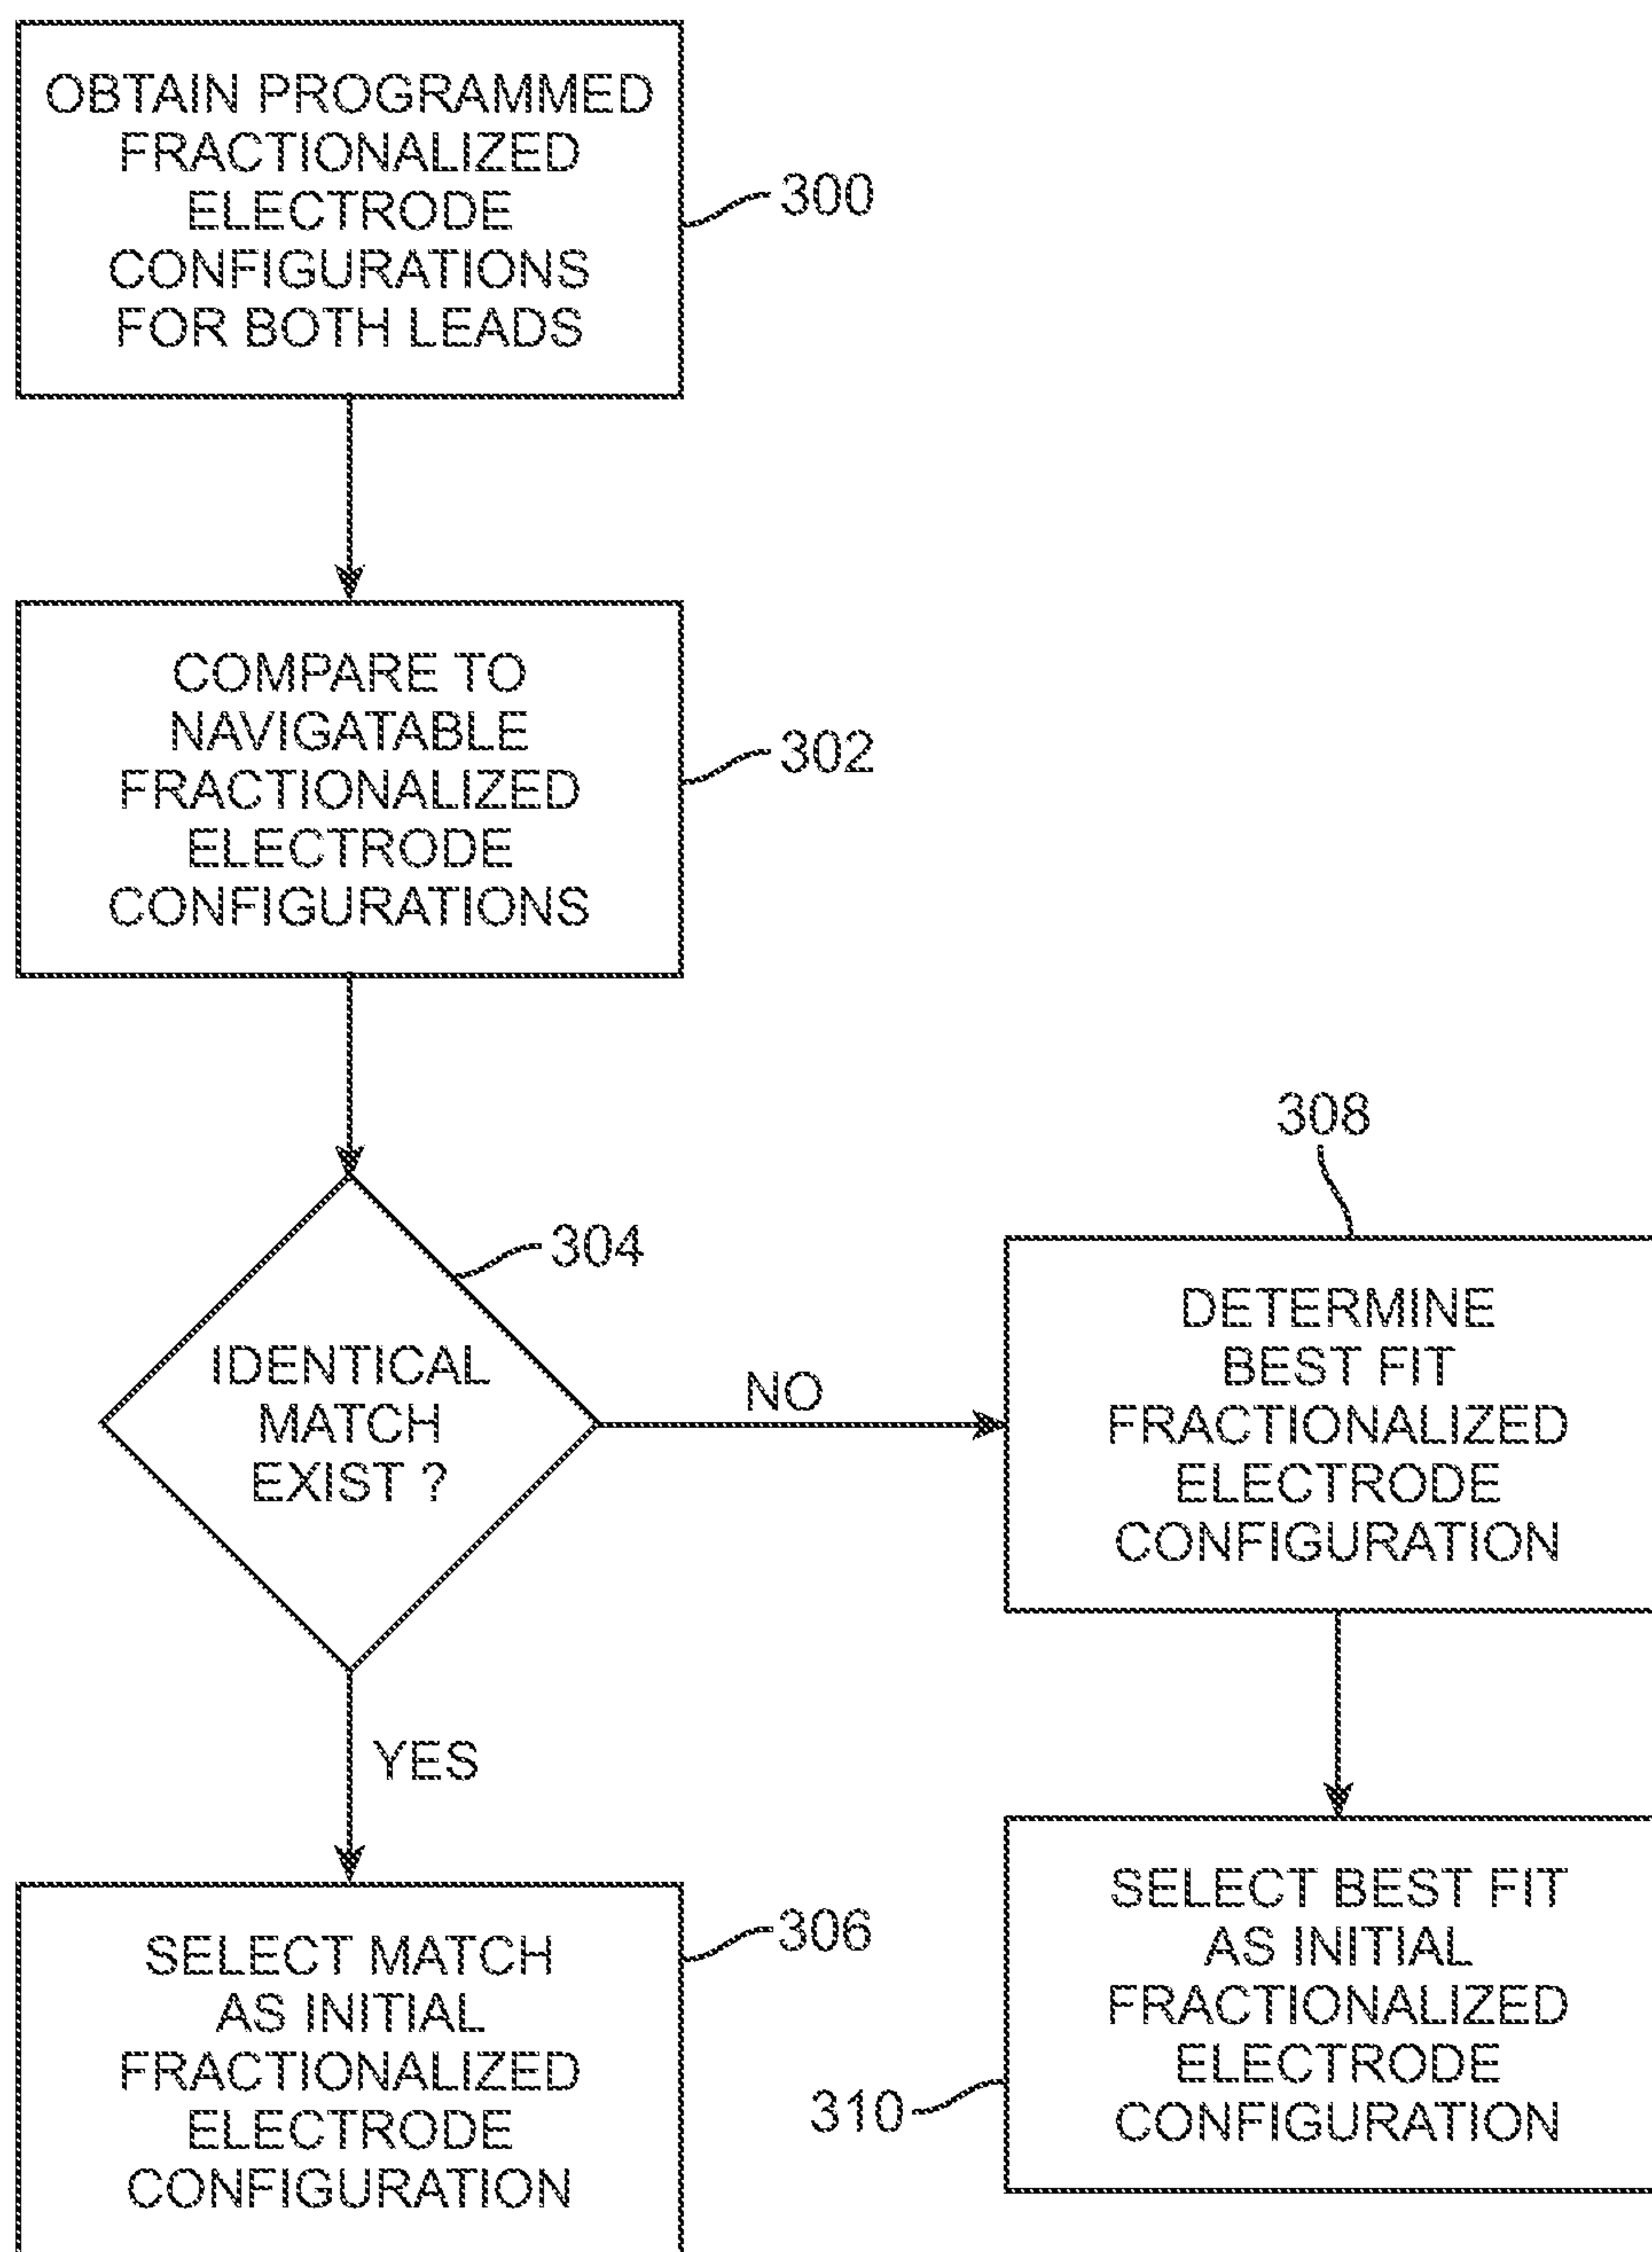 OBTAIN PROGRAMMED
FRACTIONALIZED
ELECTRODE
CONFIGURATIONS
FOR BOTH LEADS
300
COMPARE TO
NAVIGATABLE
FRACTIONALIZED
ELECTRODE
CONFIGURATIONS
302
IDENTICAL
MATCH
EXIST ?
304
NO
YES
308
DETERMINE
BEST FIT
FRACTIONALIZED
ELECTRODE
CONFIGURATION
SELECT MATCH
AS INITIAL
FRACTIONALIZED
ELECTRODE
CONFIGURATION
306
SELECT BEST FIT
AS INITIAL
FRACTIONALIZED
ELECTRODE
CONFIGURATION
310